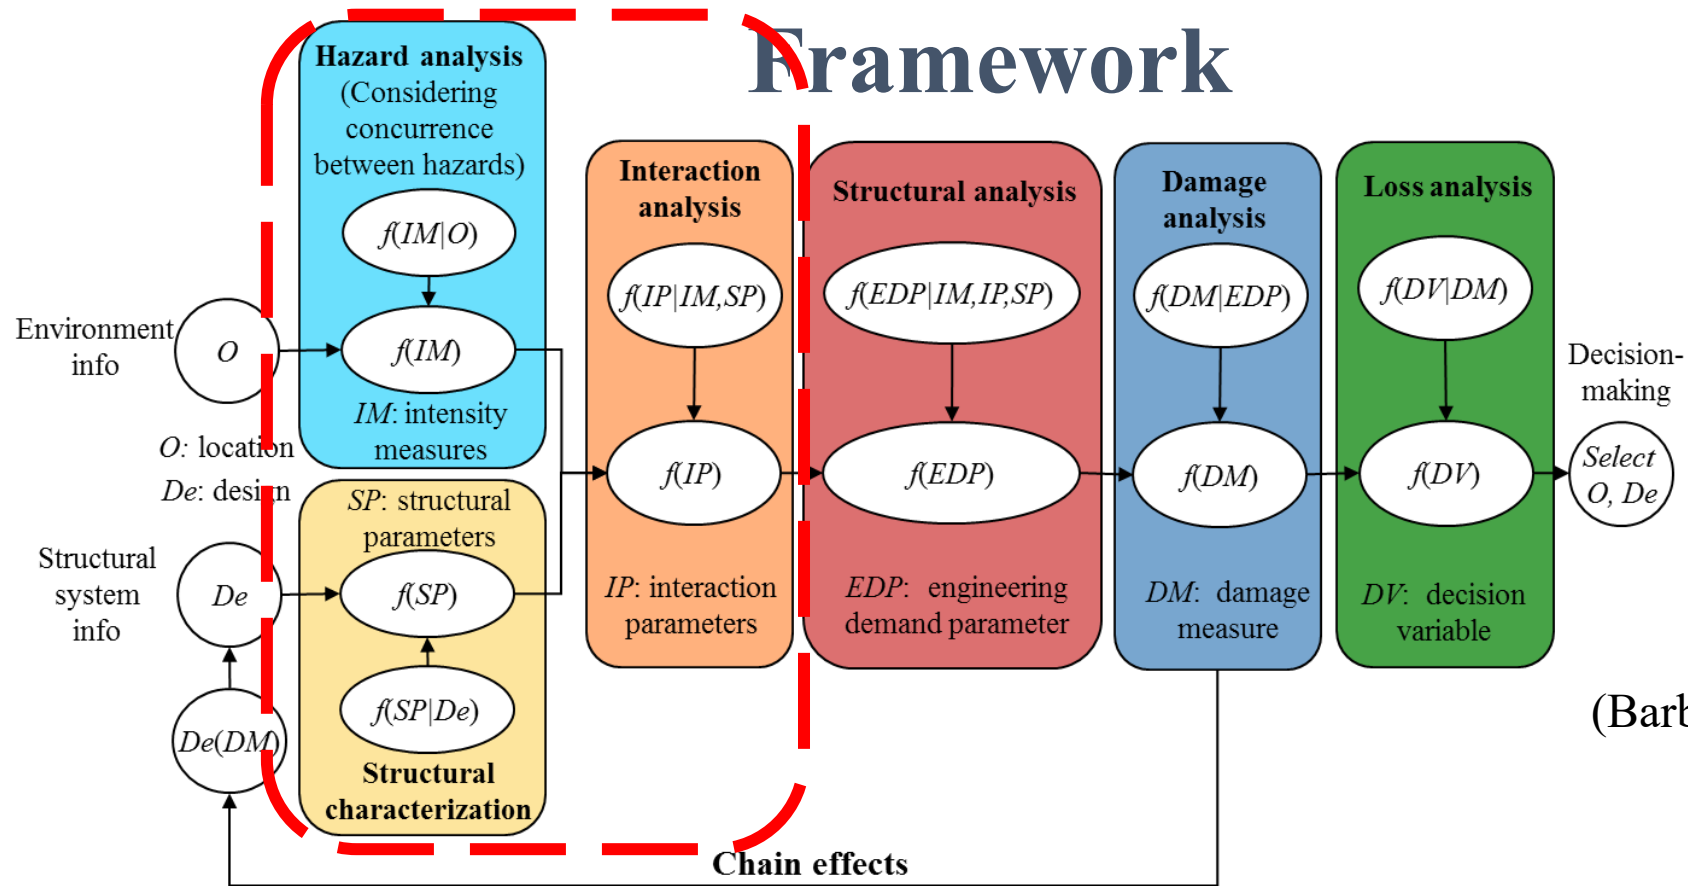 Framework
Hazard analysis
(Considering
concurrence
between hazards)
f(IM|O)
f(IM)
IM: intensity
measures
Environment
info
O
O: location
De: design
Structural
system
info
De
De(DM)
SP: structural
parameters
f(SP)
f(SP|De)
Structural
characterization
Interaction
analysis
f(IP|IM,SP)
f(IP)
IP: interaction
parameters
Structural analysis
f(EDP|IM,IP,SP)
f(EDP)
EDP: engineering
demand parameter
Damage
analysis
f(DM|EDP)
f(DM)
DM: damage
measure
Loss analysis
f(DV|DM)
f(DV)
DV: decision
variable
Decision-
making
Select
O, De
(Barb
Chain effects